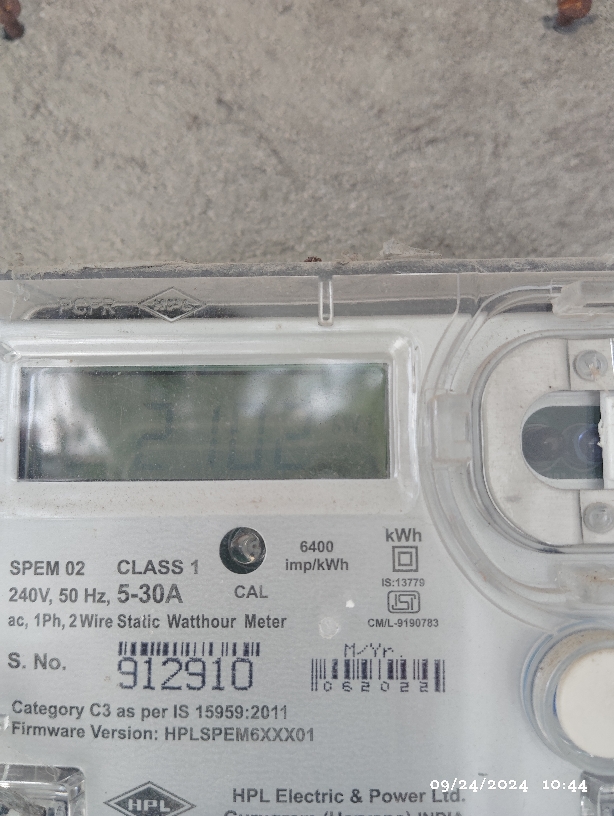 SPEM 02 CLASS 1
240V, 50 Hz, 5-30A
ac, 1Ph, 2 Wire Static Watthour Meter
CAL
6400
imp/kWh
kWh
IS:13779
ISI
CM/L-9190783
S. No.
912910
M/Yr.
062022
Category C3 as per IS 15959:2011
Firmware Version: HPLSPEM6XXX01
HPL
HPL Electric & Power Ltd.
09/24/2024 10:44